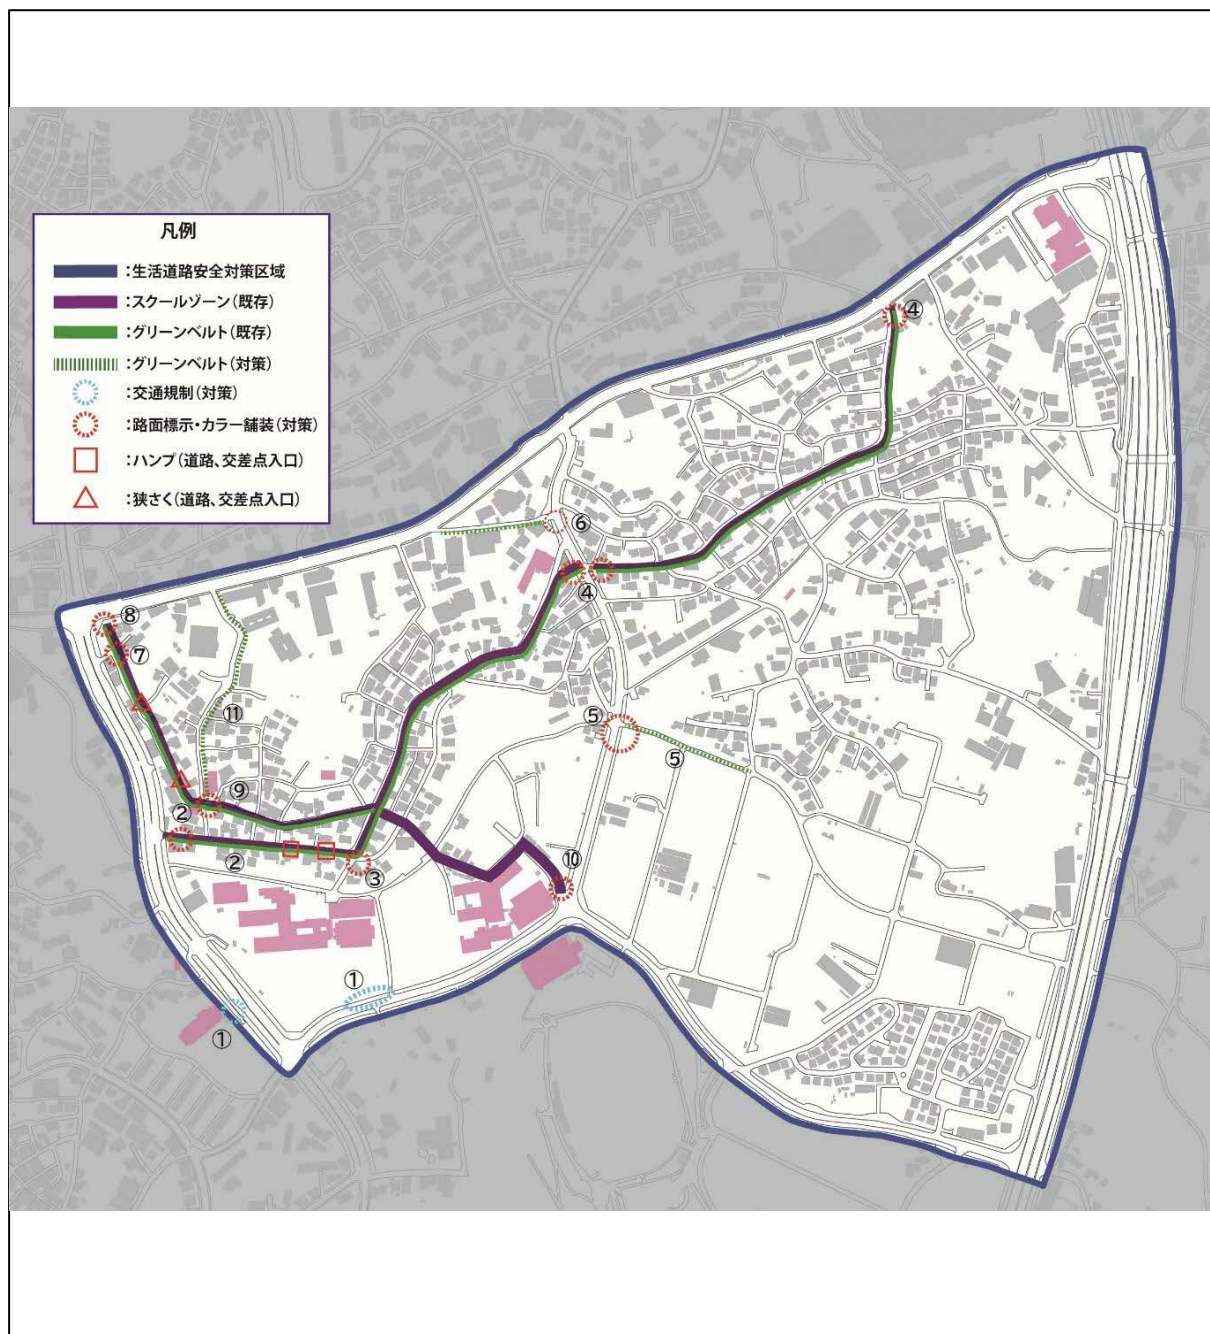 凡例
:生活道路安全対策区域
:スクールゾーン(既存)
:グリーンベルト(既存)
:グリーンベルト(対策)
:交通規制(対策)
:路面標示・カラー舗装(対策)
:ハンプ(道路、交差点入口)
:狭さく(道路、交差点入口)
④
⑥
④
⑧
⑦
⑪
⑤
⑤
⑨
②
②
③
⑩
①
①